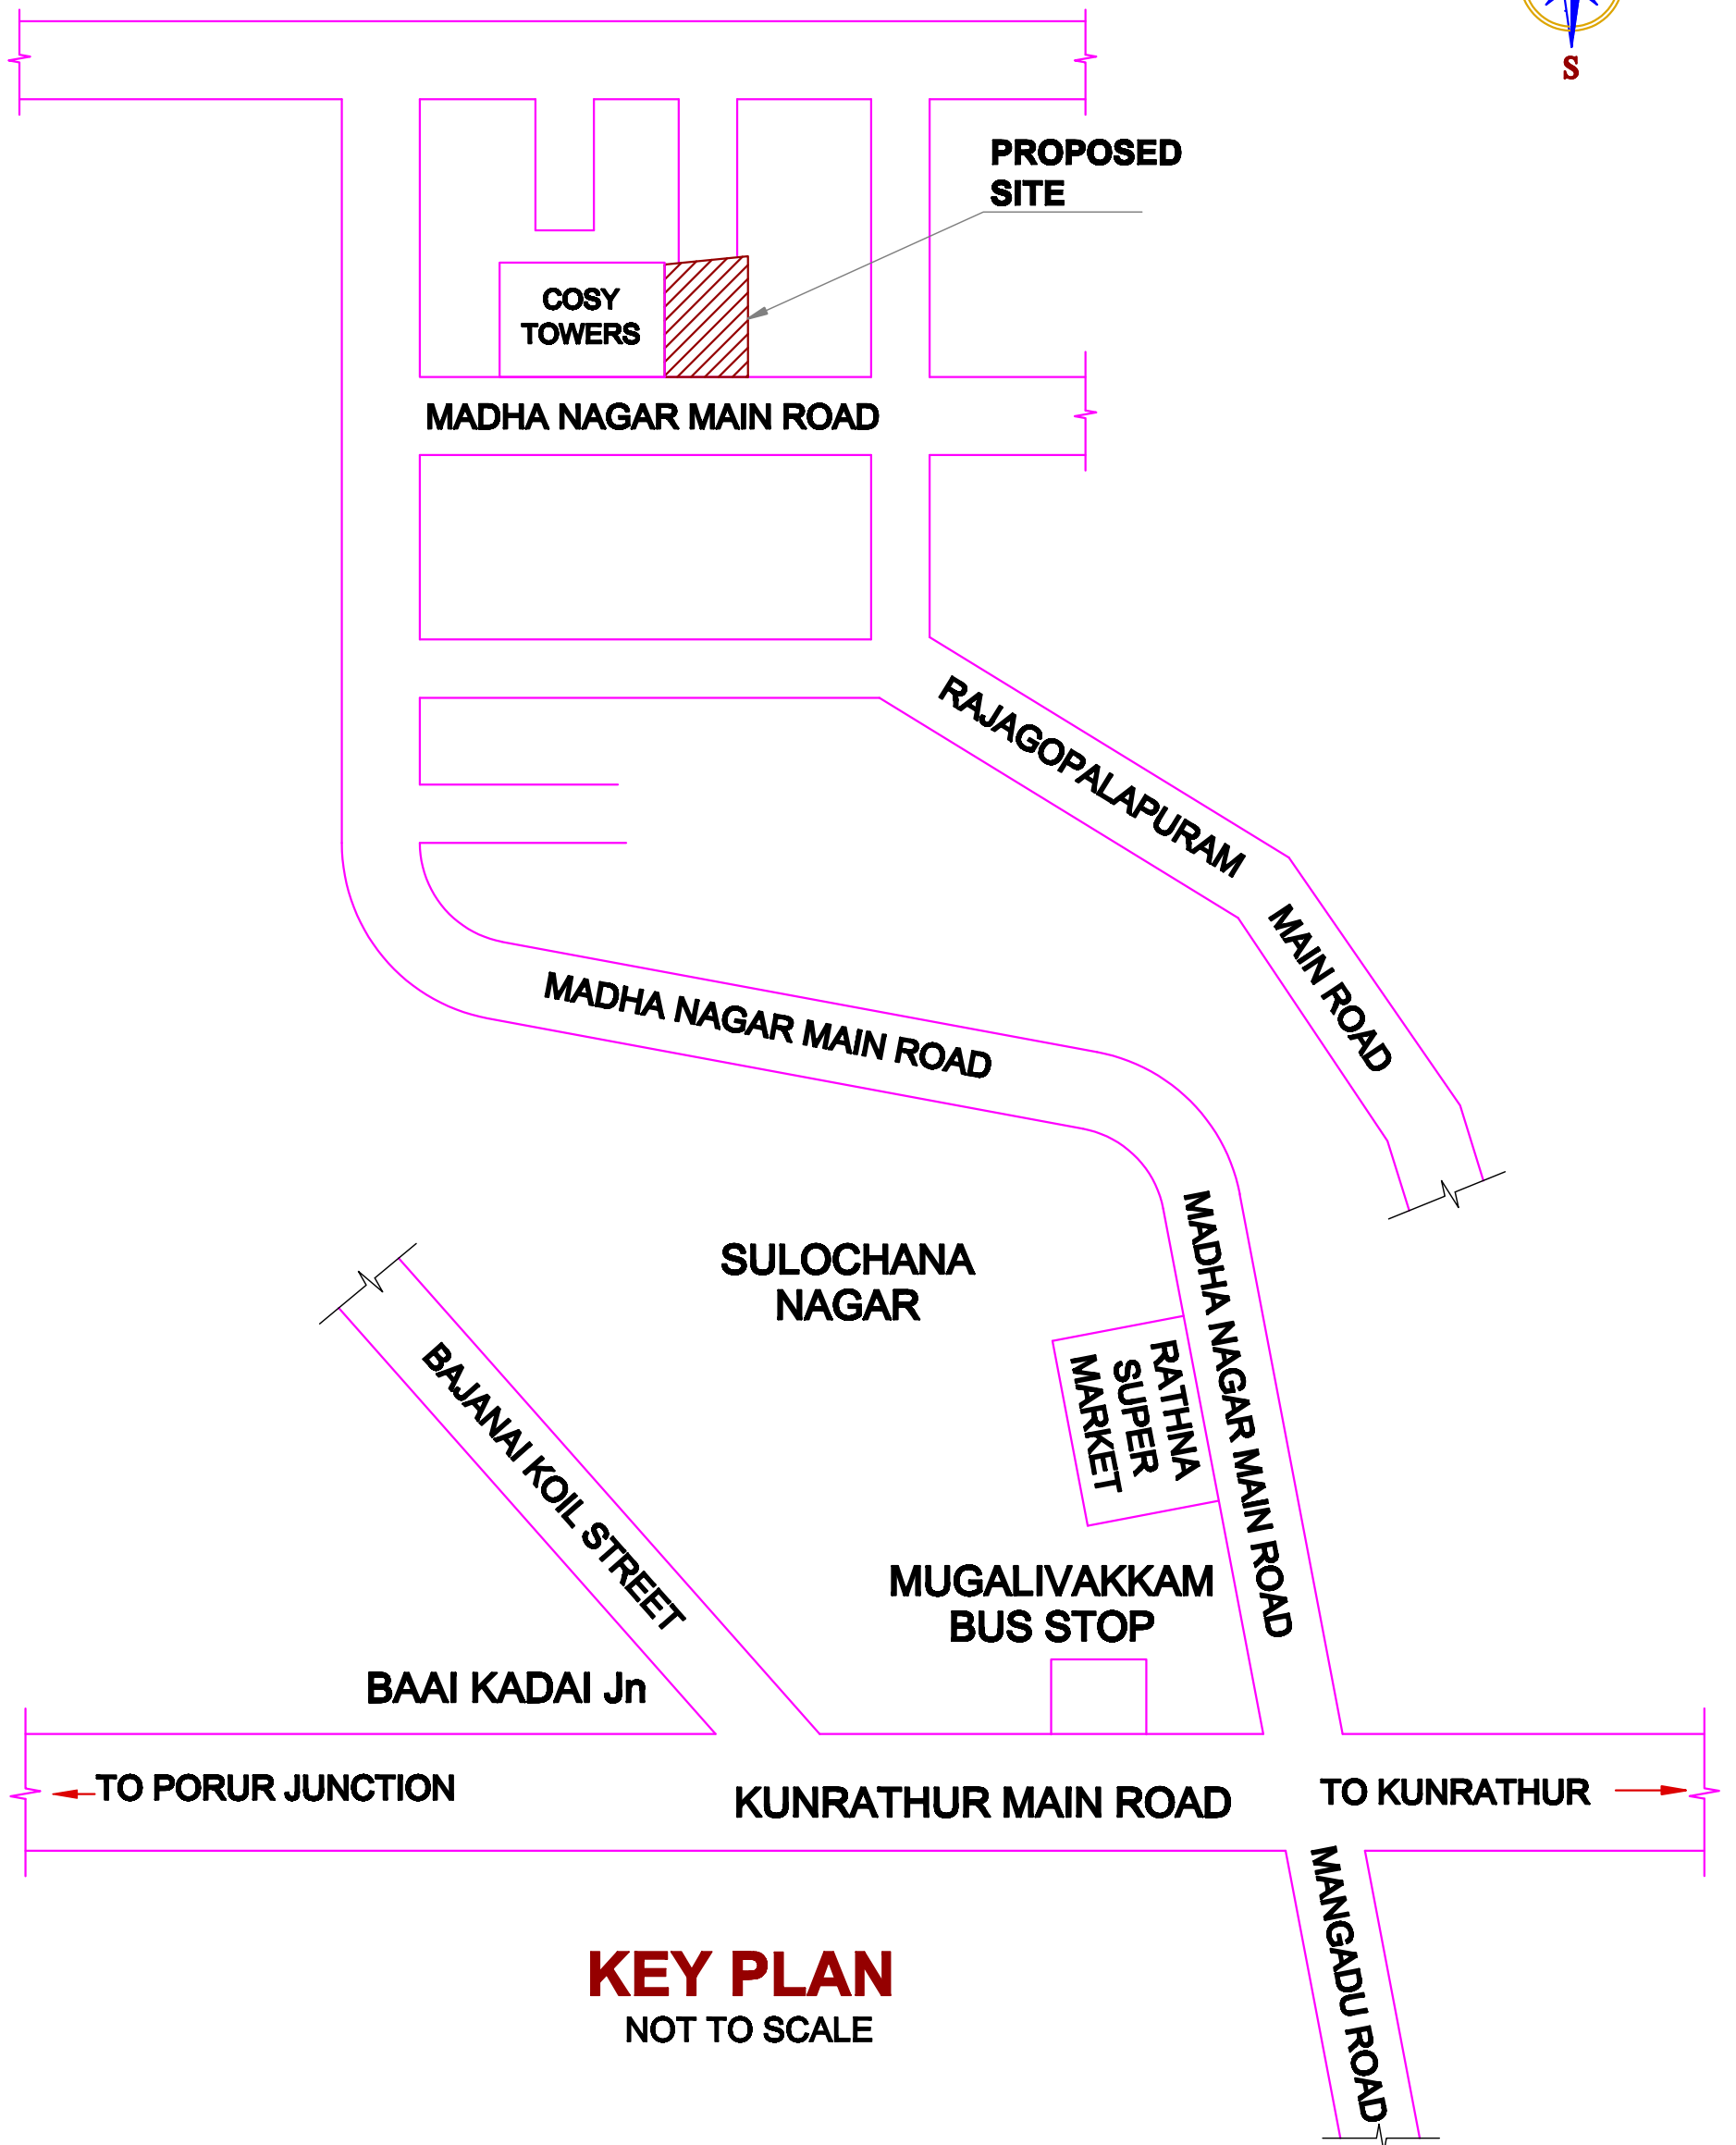 S
PROPOSED
SITE
COSY
TOWERS
MADHA NAGAR MAIN ROAD
RAJAGOPALAPURAM
MAIN ROAD
MADHA NAGAR MAIN ROAD
MADHA NAGAR MAIN ROAD
SULOCHANA
NAGAR
RATHNA
SUPER
MARKET
BAJANAI KOIL STREET
MUGALIVAKKAM
BUS STOP
BAAI KADAI Jn
TO PORUR JUNCTION
KUNRATHUR MAIN ROAD
TO KUNRATHUR
MANGADU ROAD
KEY PLAN
NOT TO SCALE